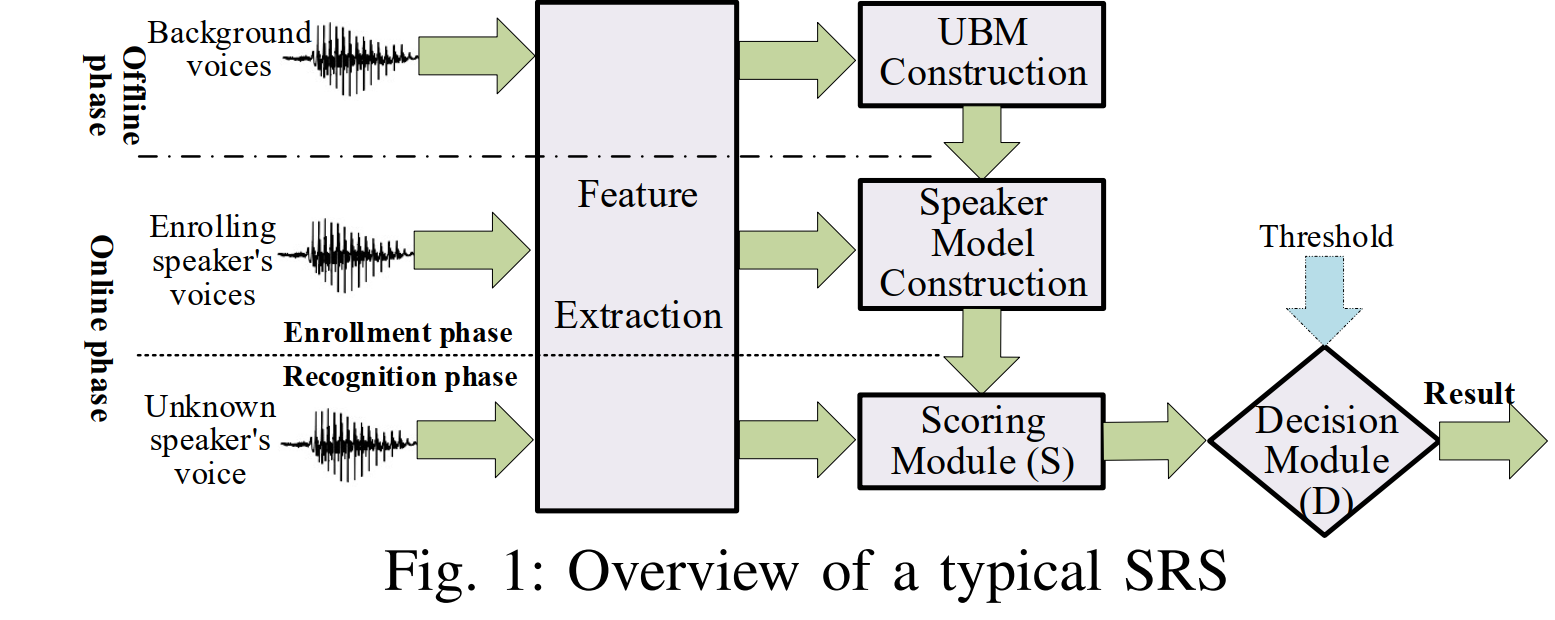 Offline
phase
Background
voices
UBM
Construction
Online phase
Enrolling
speaker's
voices
Feature
Extraction
Speaker
Model
Construction
Threshold
Enrollment phase
Recognition phase
Unknown
speaker's
voice
Scoring
Module (S)
Decision
Module
(D)
Result
Fig. 1: Overview of a typical SRS